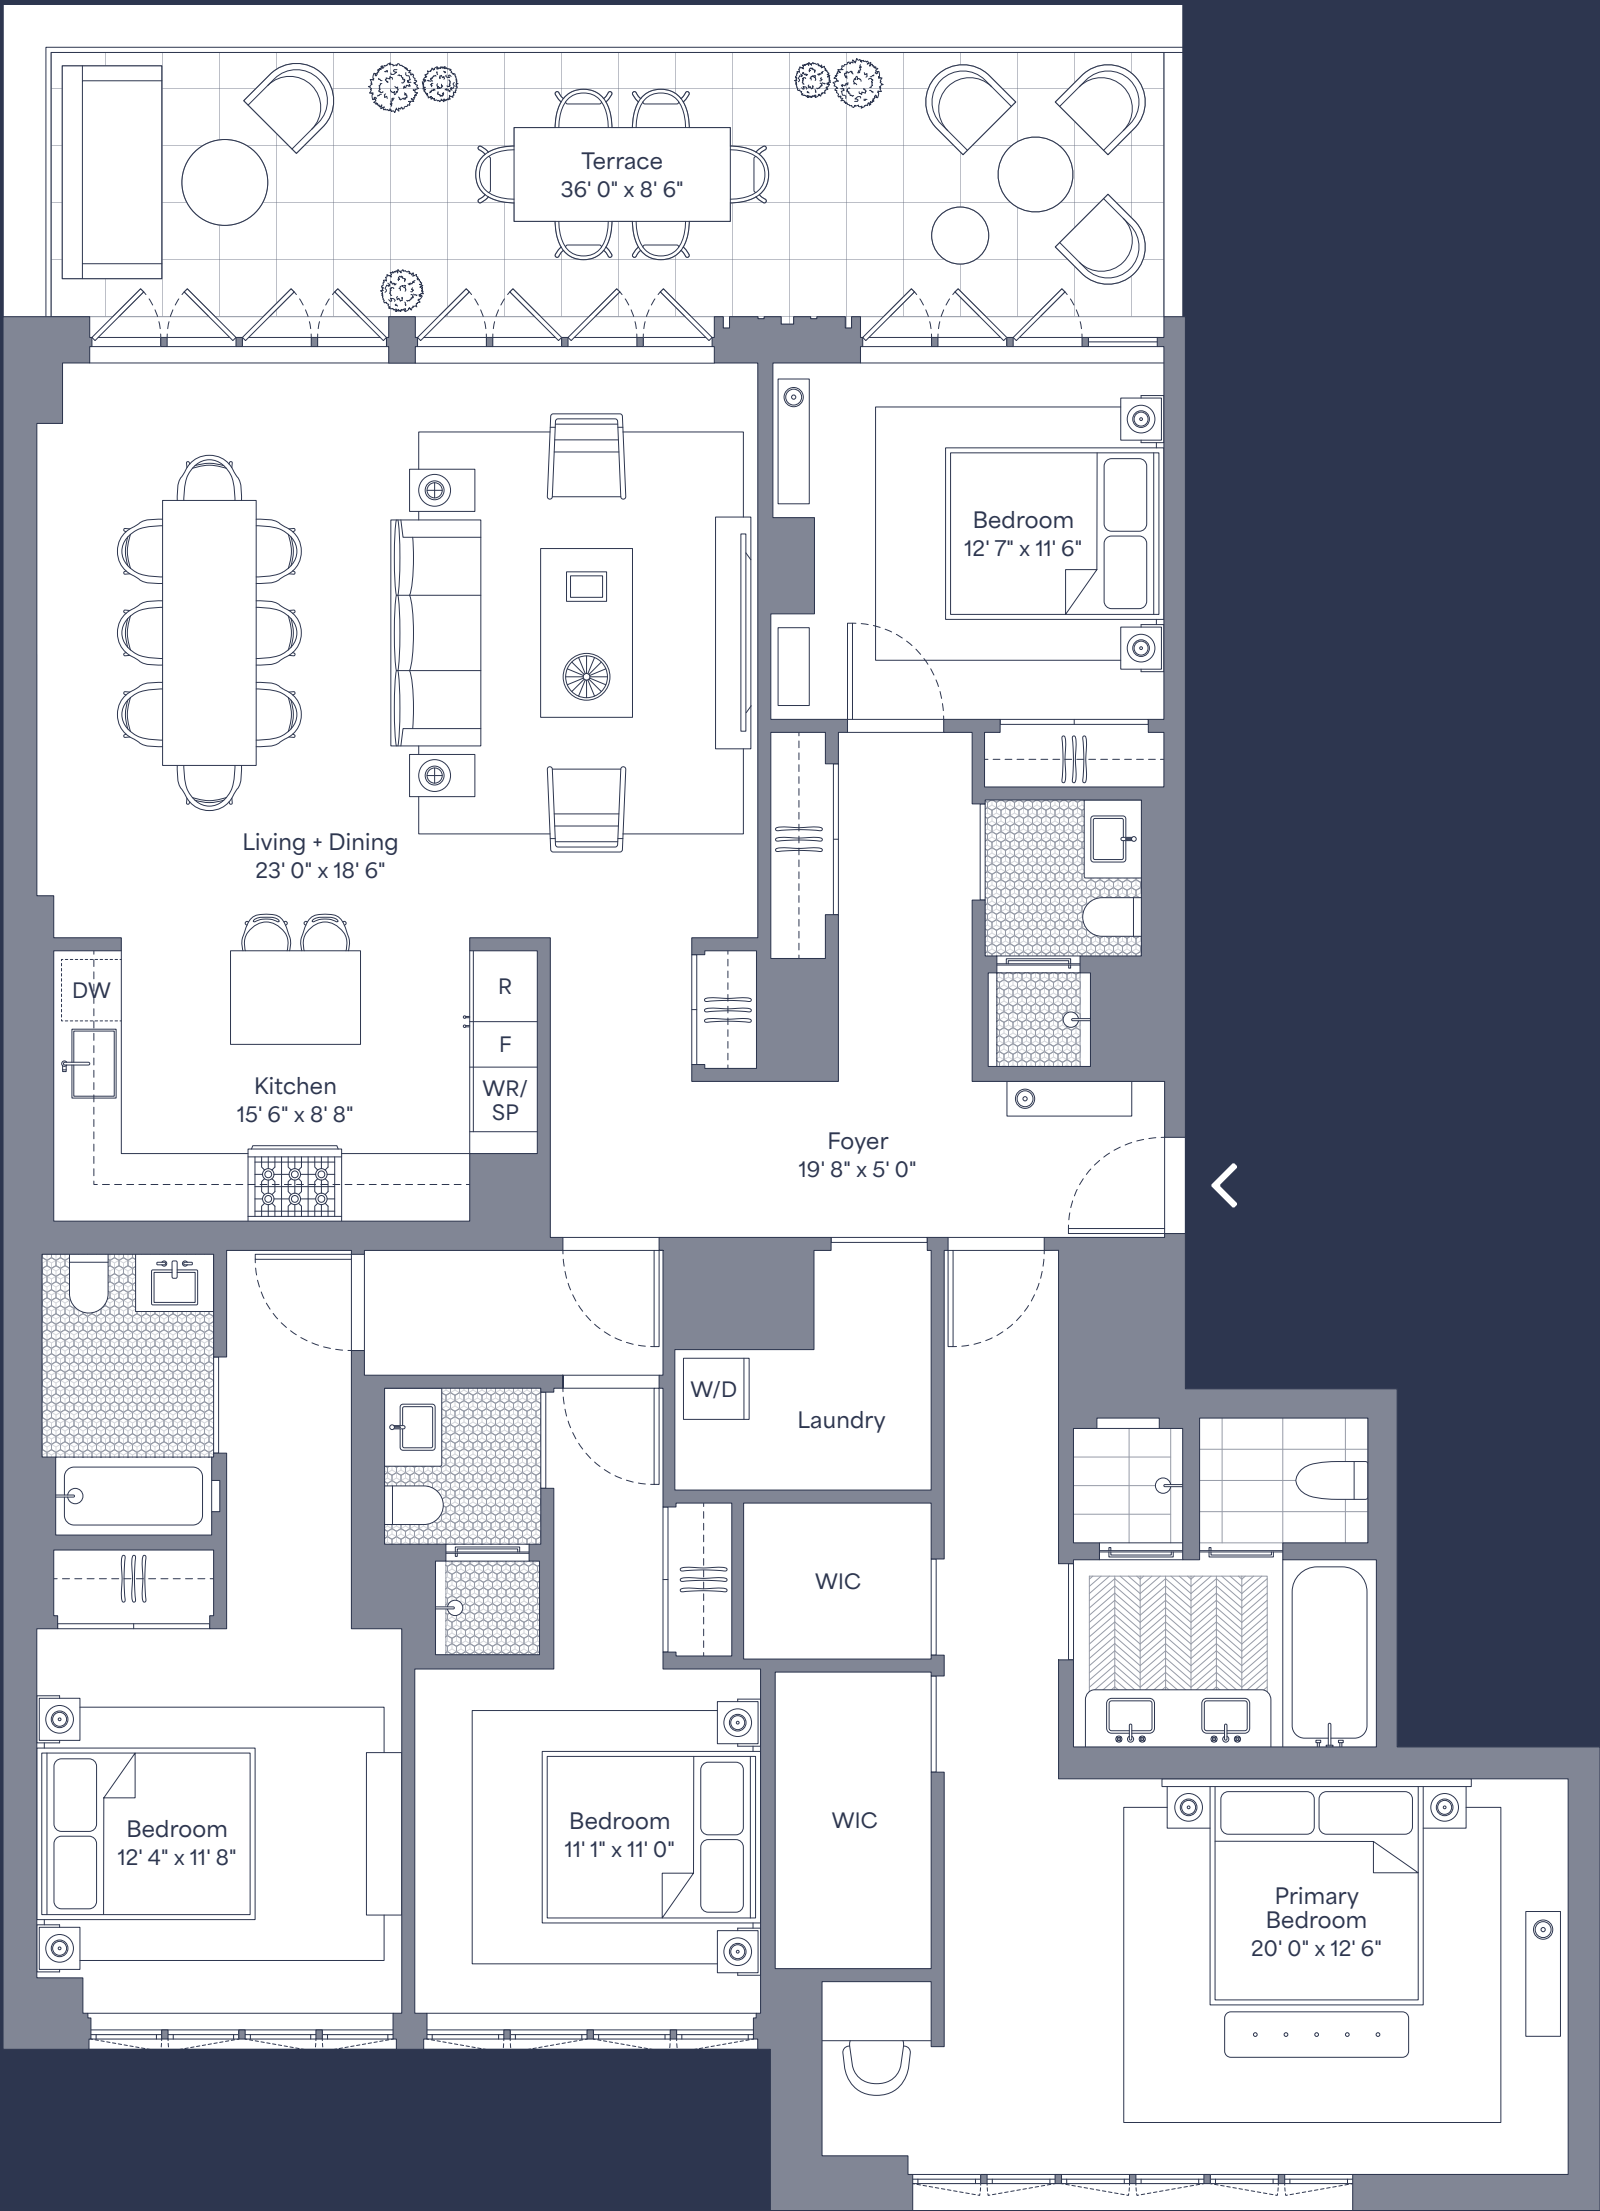 Terrace
36' 0" x 8' 6"
Bedroom
12' 7" x 11' 6"
Living + Dining
23' 0" x 18' 6"
DW
R
F
WR/
SP
Kitchen
15' 6" x 8' 8"
Foyer
19' 8" x 5' 0"
W/D
Laundry
WIC
WIC
Bedroom
12' 4" x 11' 8"
Bedroom
11' 1" x 11' 0"
Primary
Bedroom
20' 0" x 12' 6"